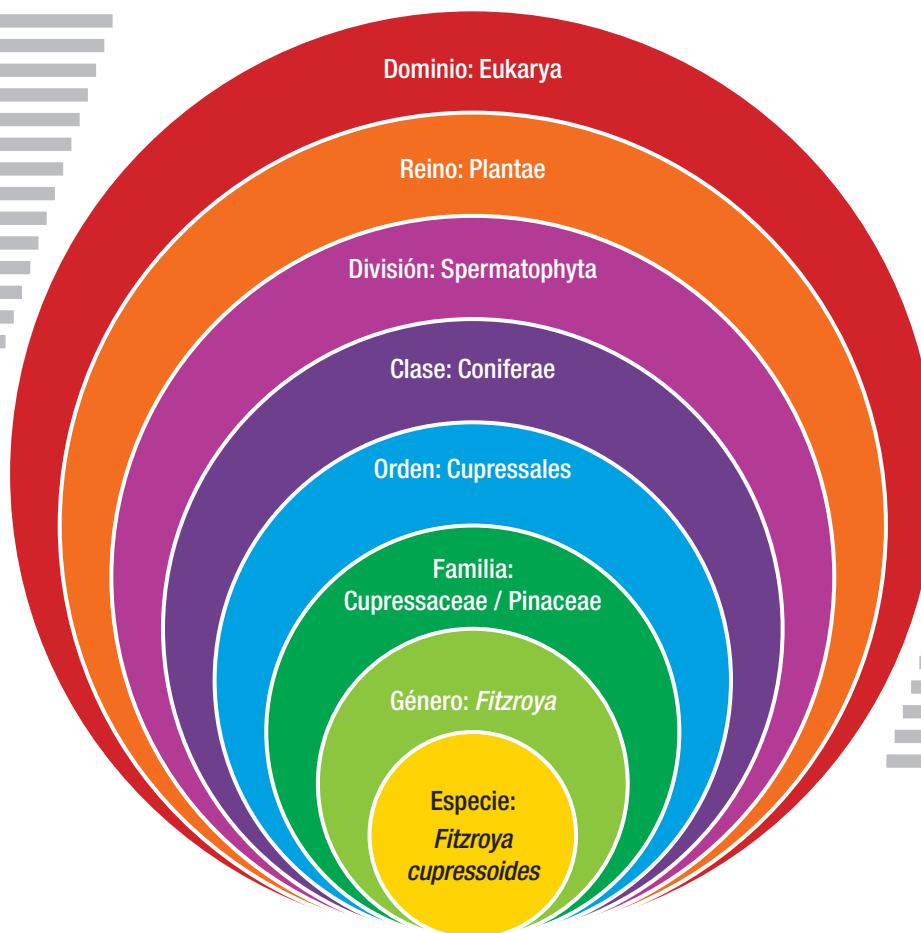 Dominio: Eukarya
Reino: Plantae
División: Spermatophyta
Clase: Coniferae
Orden: Cupressales
Familia:
Cupressaceae / Pinaceae
Género: Fitzroya
Especie:
Fitzroya
cupressoides